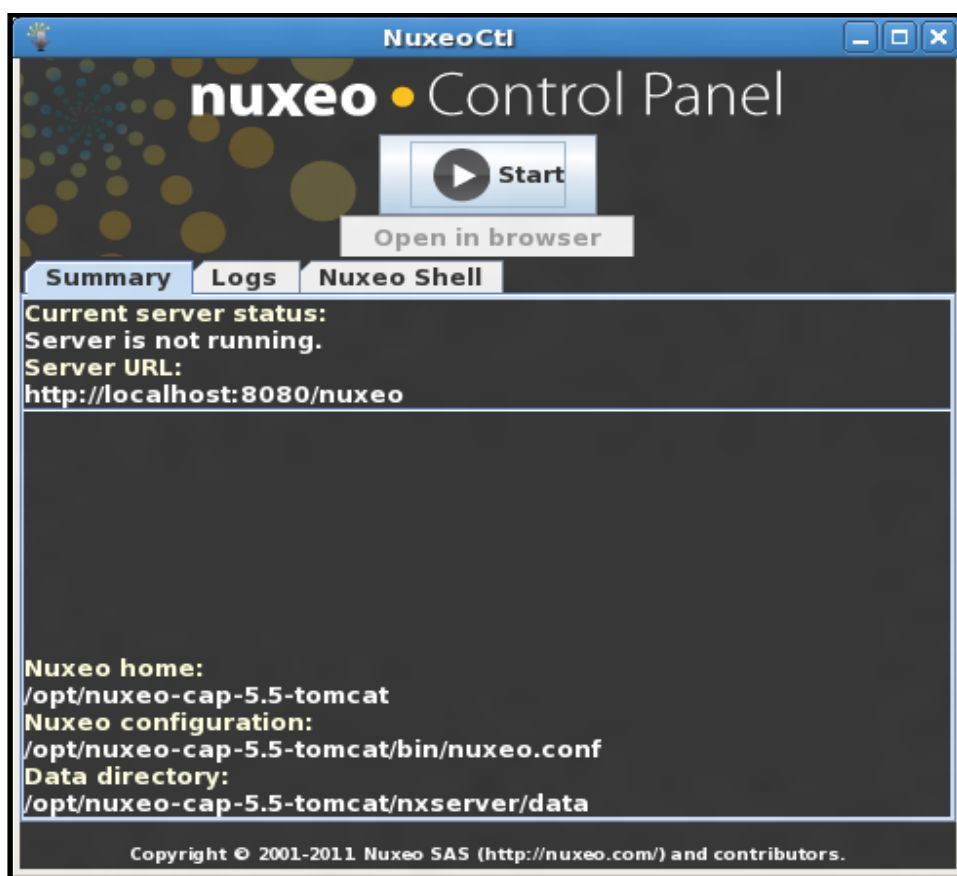 NuxeoCtl
nuxeo • Control Panel
Start
Open in browser
Summary Logs Nuxeo Shell
Current server status:
Server is not running.
Server URL:
http://localhost:8080/nuxeo
Nuxeo home:
/opt/nuxeo-cap-5.5-tomcat
Nuxeo configuration:
/opt/nuxeo-cap-5.5-tomcat/bin/nuxeo.conf
Data directory:
/opt/nuxeo-cap-5.5-tomcat/nxserver/data
Copyright © 2001-2011 Nuxeo SAS (http://nuxeo.com/) and contributors.